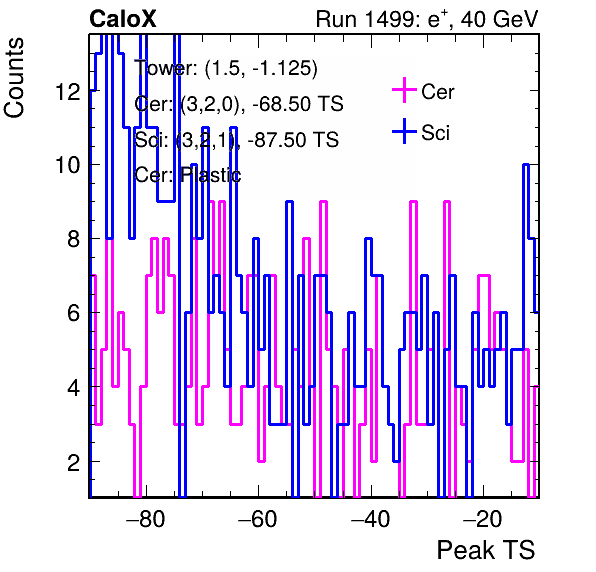 CaloX
Run 1499: e+, 40 GeV
Counts
Tower: (1.5, -1.125)
Cer: (3,2,0), -68.50 TS
Sci: (3,2,1), -87.50 TS
Cer: Plastic
Cer
Sci
12
10
8
6
4
2
−80 −60 −40 −20
Peak TS